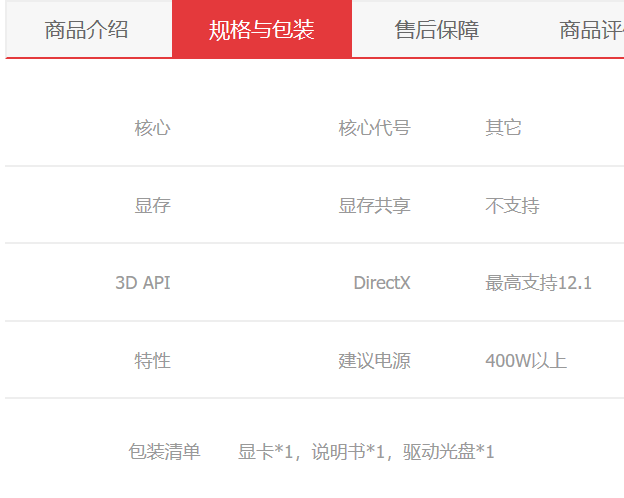 商品介绍 规格与包装 售后保障 商品评
核心 核心代号 其它
显存 显存共享 不支持
3D API DirectX 最高支持12.1
特性 建议电源 400W以上
包装清单 显卡*1，说明书*1，驱动光盘*1